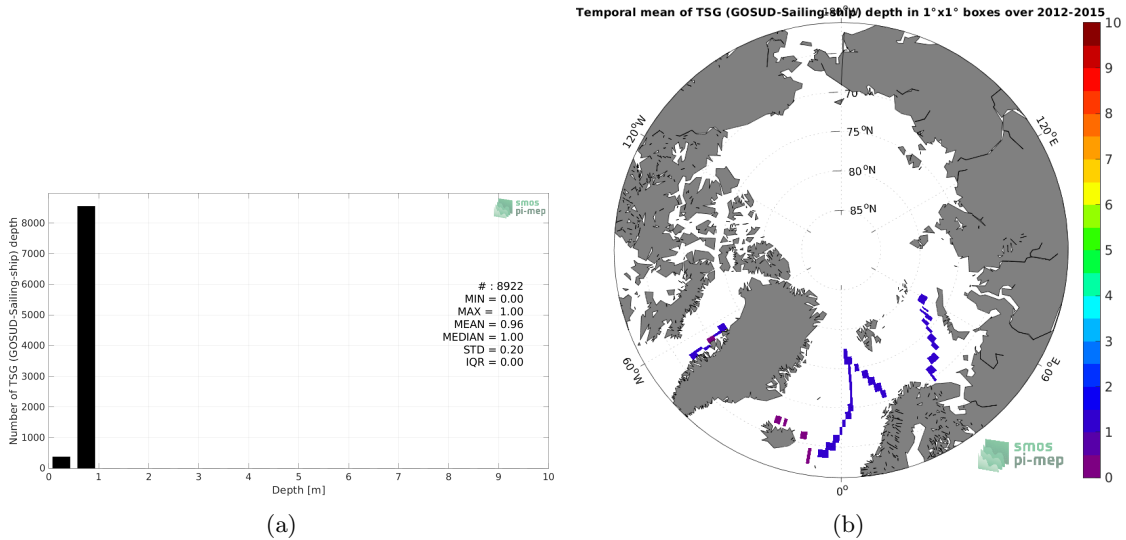 Number of TSG (GOSUD-Sailing-ship) depth
8000
7000
6000
5000
4000
3000
2000
1000
0
0 1 2 3 4 5 6 7 8 9 10
Depth [m]
smos
pi-mep
# : 8922
MIN = 0.00
MAX = 1.00
MEAN = 0.96
MEDIAN = 1.00
STD = 0.20
IQR = 0.00
(a)
Temporal mean of TSG (GOSUD-Sailing-ship) depth in 1°x1° boxes over 2012-2015
180°W
120°W
120°E
70
75°N
80°N
85°N
60°W
60°E
0°
smos
pi-mep
10
9
8
7
6
5
4
3
2
1
0
(b)